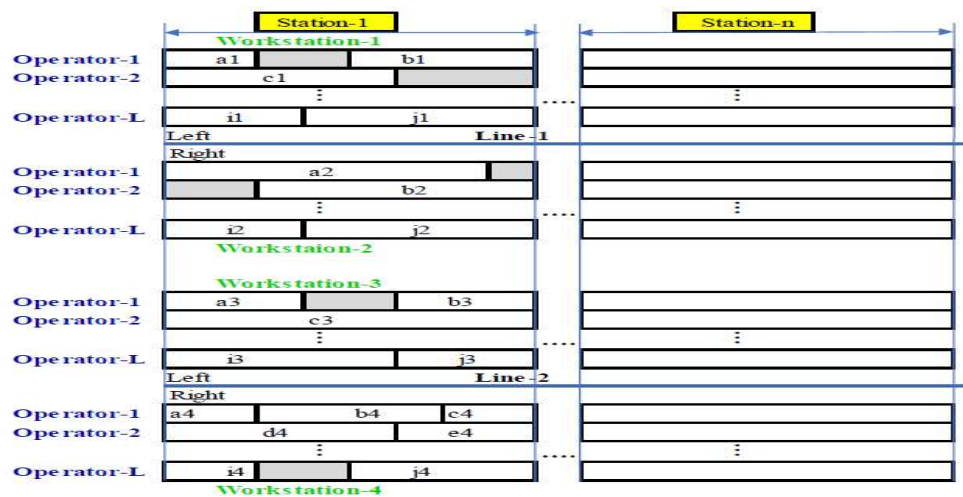 Station-1 Station-n
Workstation-1
Operator-1 a1 b1
Operator-2 c1
⋮ ⋮
....
Operator-L i1 j1
Left Line-1
Right
Operator-1 a2
Operator-2 b2
⋮ ⋮
....
Operator-L i2 j2
Workstaion-2
Workstation-3
Operator-1 a3 b3
Operator-2 c3
⋮ ⋮
....
Operator-L i3 j3
Left Line-2
Right
Operator-1 a4 b4 c4
Operator-2 d4 e4
⋮ ⋮
....
Operator-L i4 j4
Workstation-4